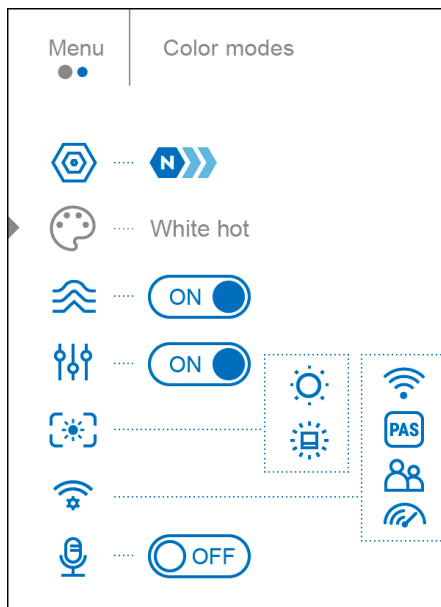 Menu
Color modes
N
White hot
ON
ON
PAS
OFF